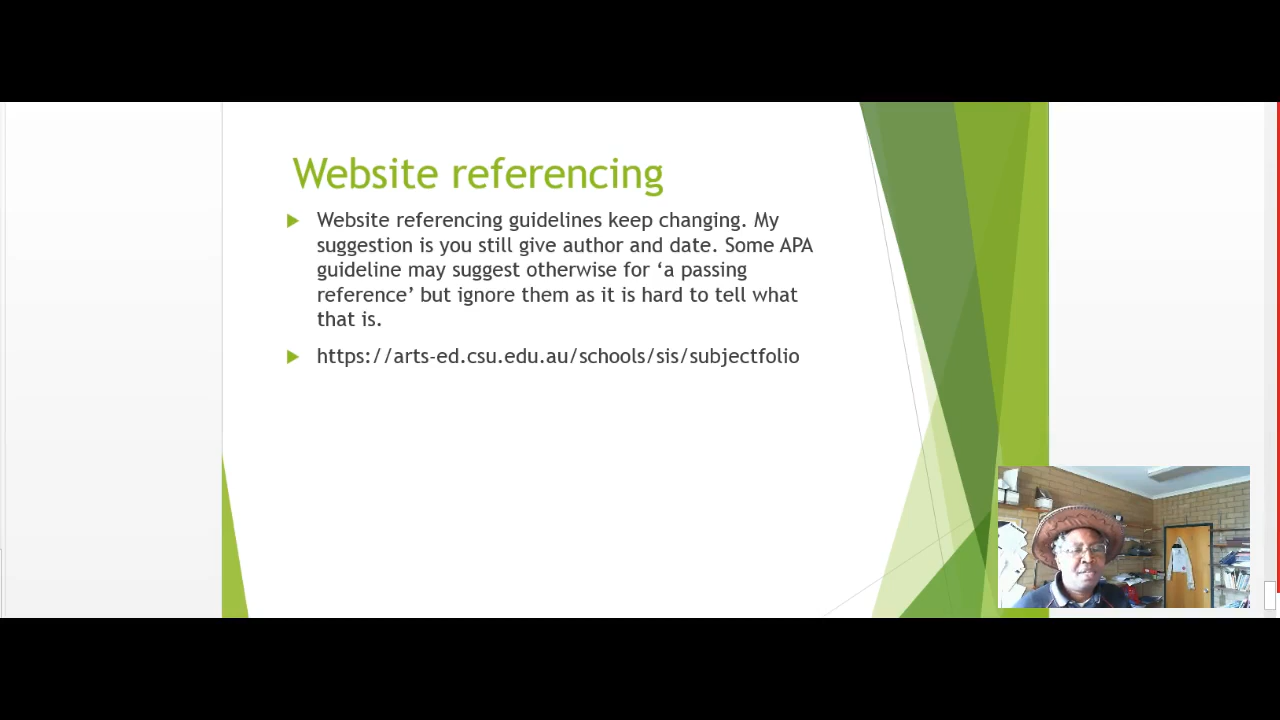 Website referencing
Website referencing guidelines keep changing. My
suggestion is you still give author and date. Some APA
guideline may suggest otherwise for ‘a passing
reference’ but ignore them as it is hard to tell what
that is.
https://arts-ed.csu.edu.au/schools/sis/subjectfolio